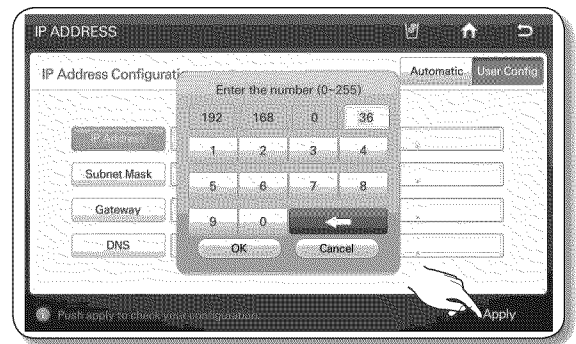 IP ADDRESS
IP Address Configurati
Automatic User Config
Enter the number (0~255)
192 168 0 36
IP Address
1 2 3 4
Subnet Mask
5 6 7 8
Gateway
9 0
DNS
OK Cancel
Push apply to check your configuration.
Apply